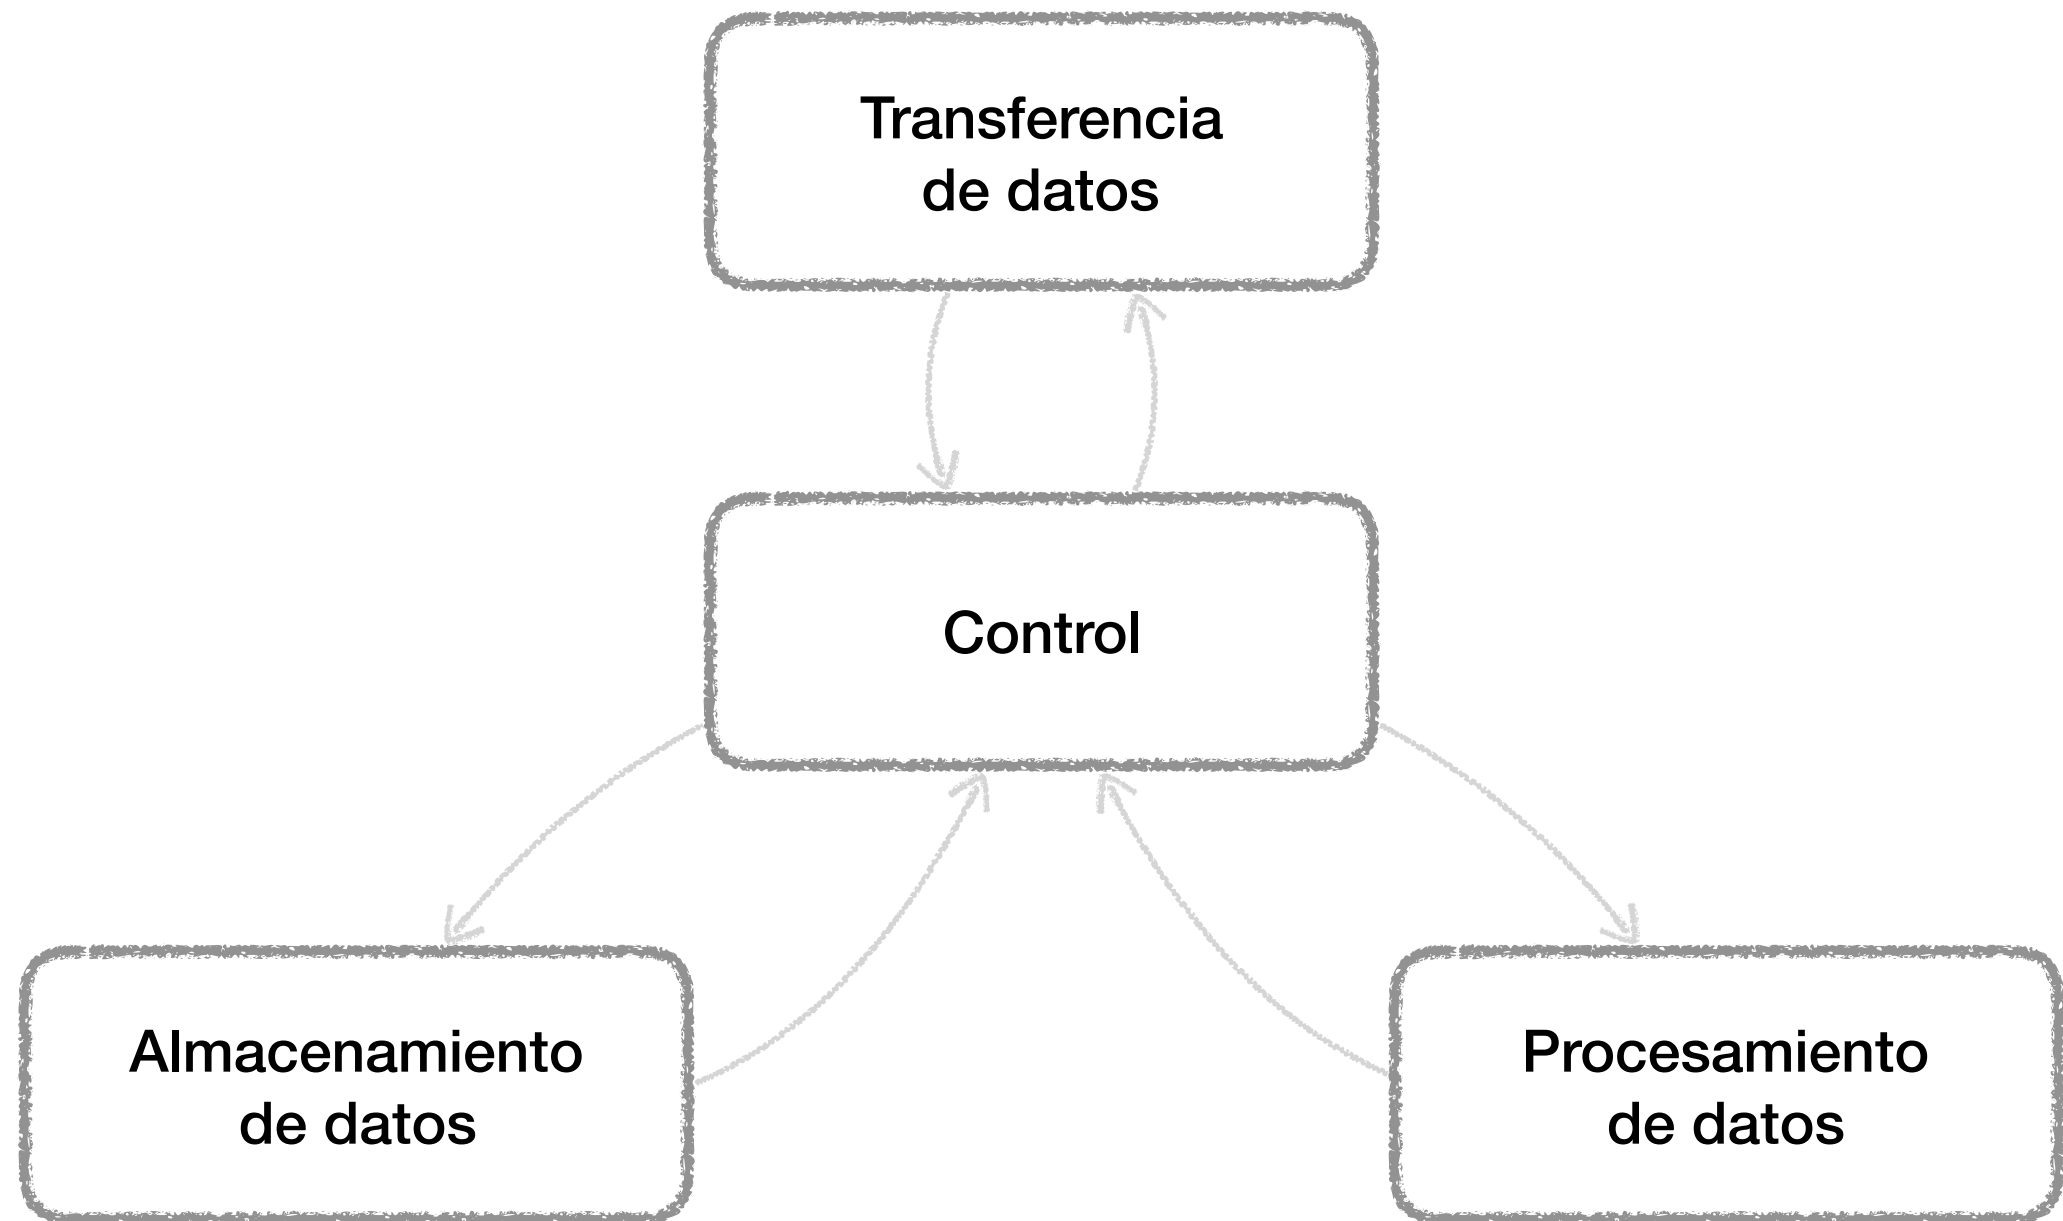 Transferencia
de datos
Control
Almacenamiento
de datos
Procesamiento
de datos